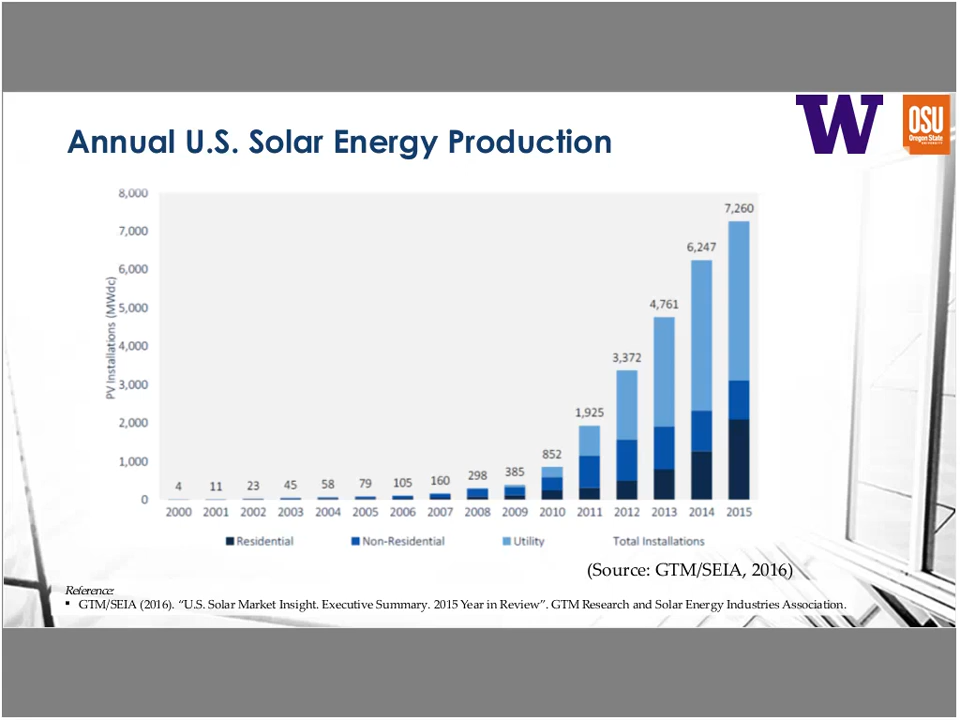 W
OSU
Oregon State
UNIVERSITY
Annual U.S. Solar Energy Production
PV Installations (MWdc)
8,000
7,000
6,000
5,000
4,000
3,000
2,000
1,000
0
4 11 23 45 58 79 105 160 298 385 852 1,925 3,372 4,761 6,247 7,260
2000 2001 2002 2003 2004 2005 2006 2007 2008 2009 2010 2011 2012 2013 2014 2015
Residential Non-Residential Utility Total Installations
(Source: GTM/SEIA, 2016)
Reference:
▪ GTM/SEIA (2016). “U.S. Solar Market Insight. Executive Summary. 2015 Year in Review”. GTM Research and Solar Energy Industries Association.